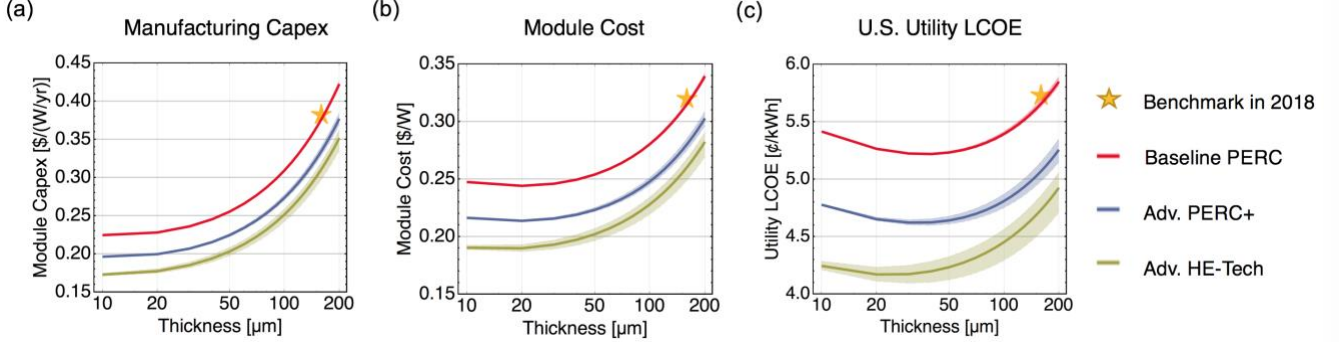 (a)
Manufacturing Capex
Module Capex [$/(W/yr)]
0.45
0.40
0.35
0.30
0.25
0.20
0.15
10 20 50 100 200
Thickness [μm]
(b)
Module Cost
Module Cost [$/W]
0.35
0.30
0.25
0.20
0.15
10 20 50 100 200
Thickness [μm]
(c)
U.S. Utility LCOE
Utility LCOE [¢/kWh]
6.0
5.5
5.0
4.5
4.0
10 20 50 100 200
Thickness [μm]
Benchmark in 2018
Baseline PERC
Adv. PERC+
Adv. HE-Tech